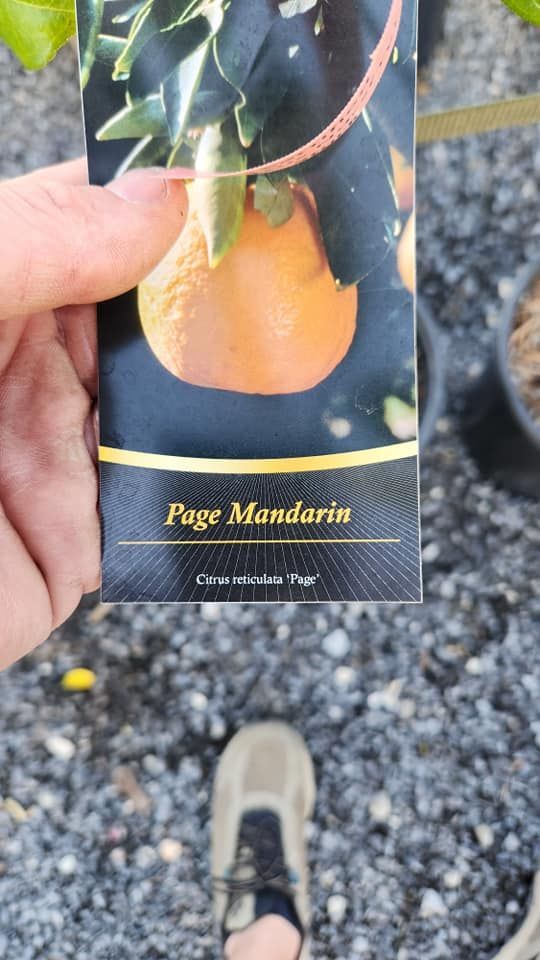 Page Mandarin
Citrus reticulata ‘Page’